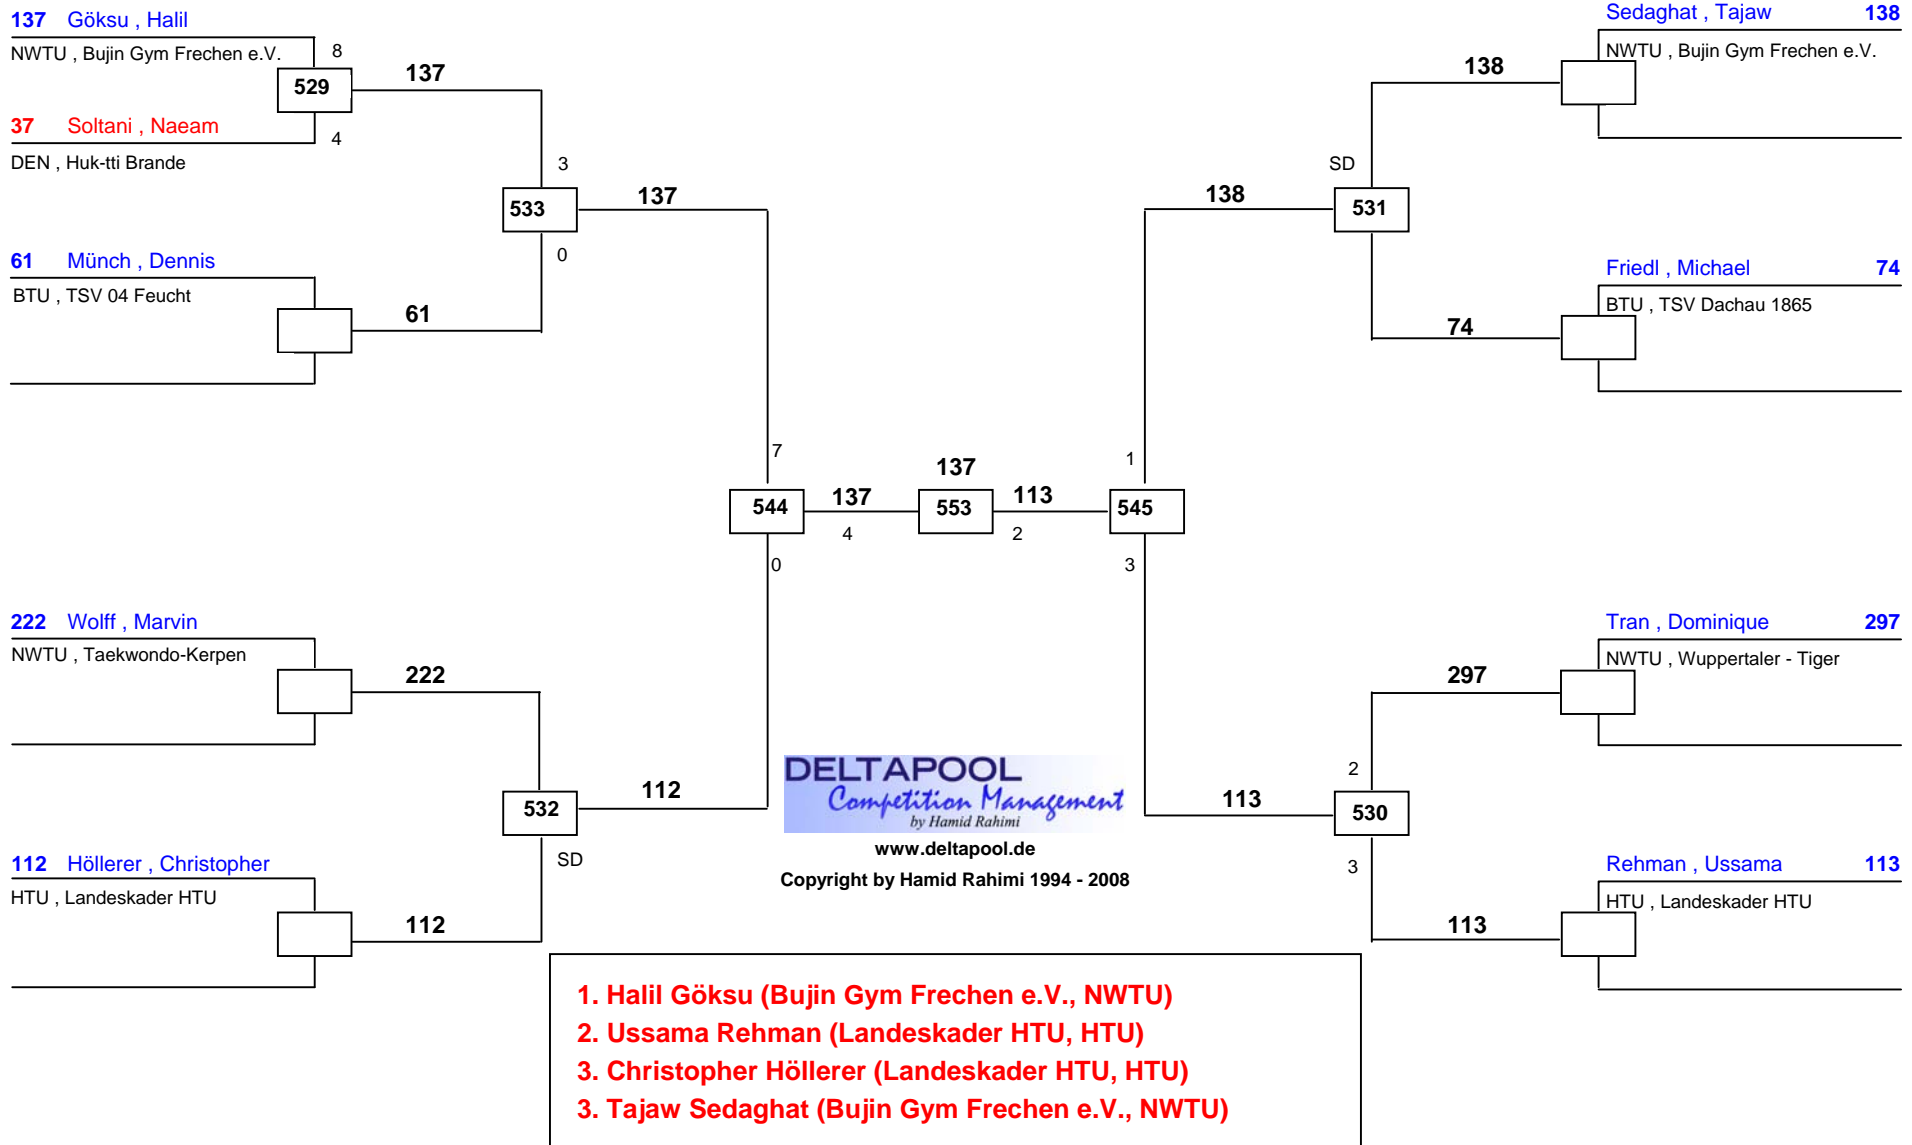 137 Göksu , Halil
NWTU , Bujin Gym Frechen e.V.
8
529
137
37 Soltani , Naeam
4
DEN , Huk-tti Brande
3
533
137
0
61 Münch , Dennis
BTU , TSV 04 Feucht
61
7
544
137
4
0
222 Wolff , Marvin
NWTU , Taekwondo-Kerpen
222
532
112
SD
112 Höllerer , Christopher
HTU , Landeskader HTU
112
137
553
113
2
Sedaghat , Tajaw 138
NWTU , Bujin Gym Frechen e.V.
138
SD
138
531
Friedl , Michael 74
BTU , TSV Dachau 1865
74
1
545
3
Tran , Dominique 297
NWTU , Wuppertaler - Tiger
297
2
113
530
3
Rehman , Ussama 113
HTU , Landeskader HTU
113
DELTAPOOL
Competition Management
by Hamid Rahimi
www.deltapool.de
Copyright by Hamid Rahimi 1994 - 2008
1. Halil Göksu (Bujin Gym Frechen e.V., NWTU)
2. Ussama Rehman (Landeskader HTU, HTU)
3. Christopher Höllerer (Landeskader HTU, HTU)
3. Tajaw Sedaghat (Bujin Gym Frechen e.V., NWTU)